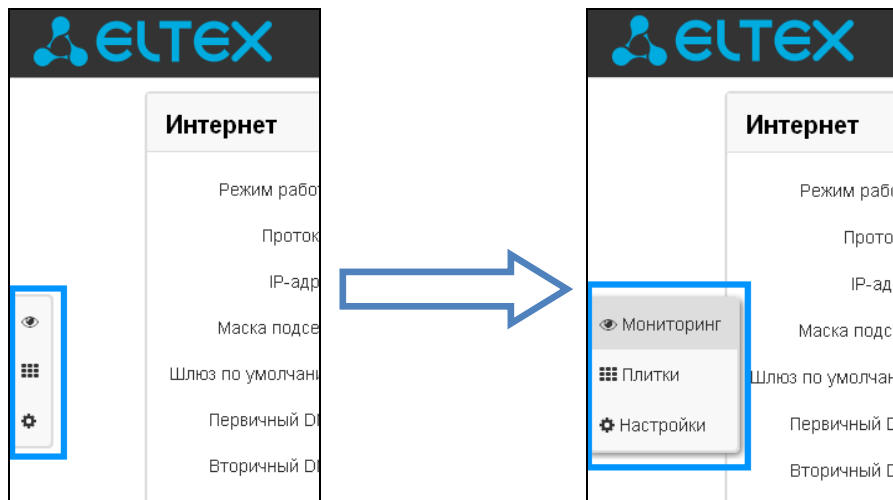 ELTEX
Интернет
Режим рабо
Проток
IP-адр
Маска подсе
Шлюз по умолчани
Первичный D
Вторичный D
ELTEX
Интернет
Режим раб
Прото
IP-ад
Мониторинг
Маска подс
Плитки
Шлюз по умолчан
Настройки
Первичный
Вторичный